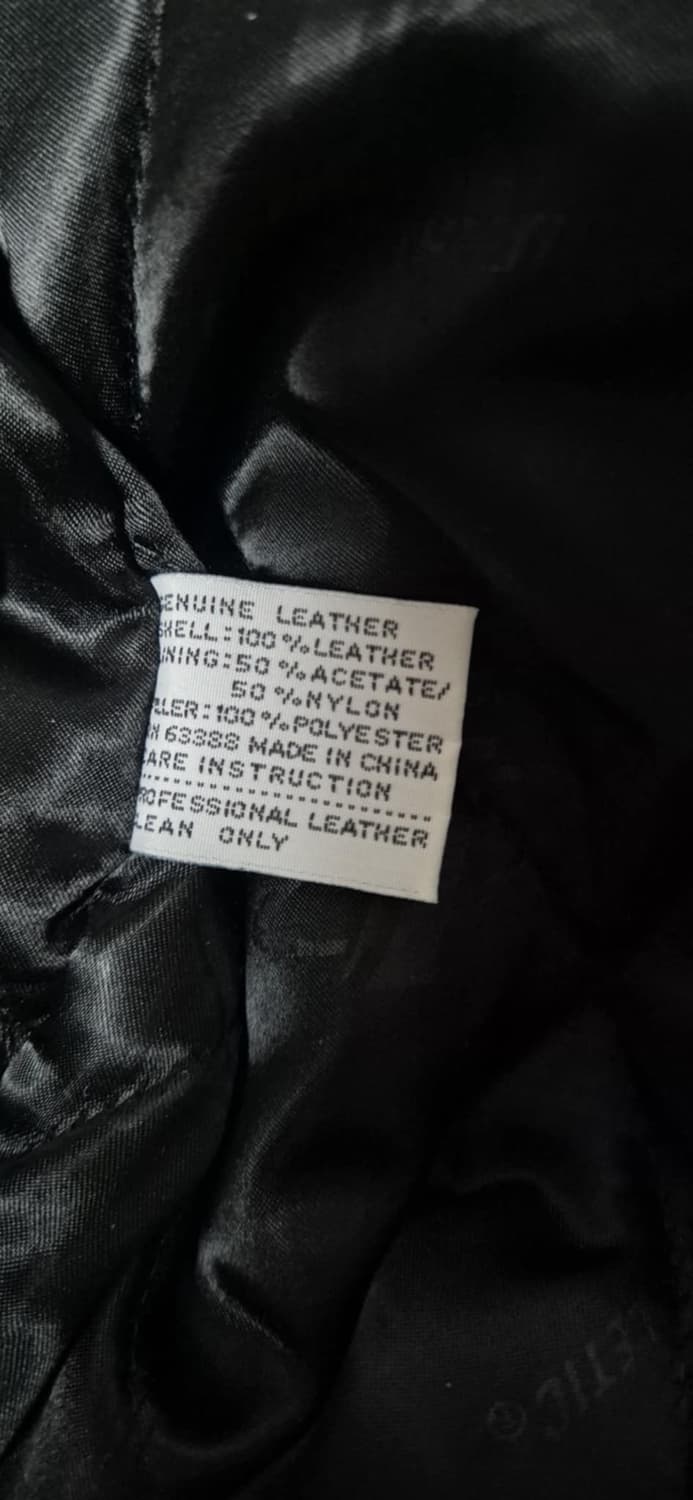 ENUINE LEATHER
HELL:100%LEATHER
NING:50%ACETATE/
50%NYLON
LLER:100%POLYESTER
N 63388 MADE IN CHINA
ARE INSTRUCTION
ROFESSIONAL LEATHER
LEAN ONLY